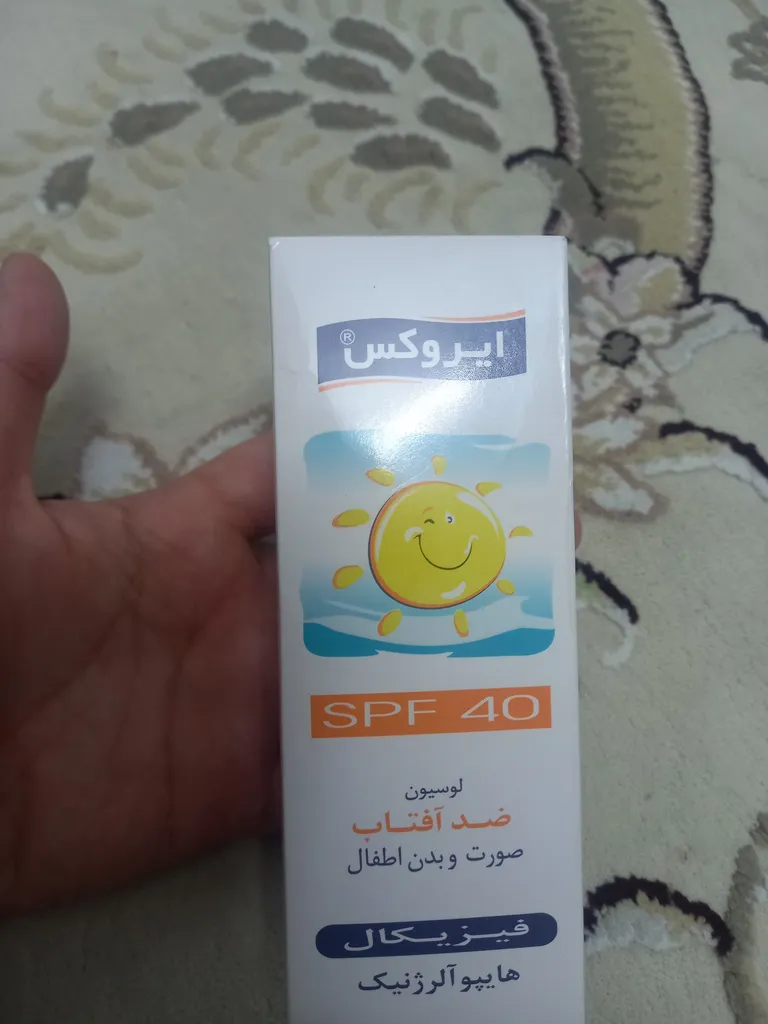 ایروکس®
SPF 40
لوسیون
ضد آفتاب
صورت و بدن اطفال
فیزیکال
هایپوآلرژنیک